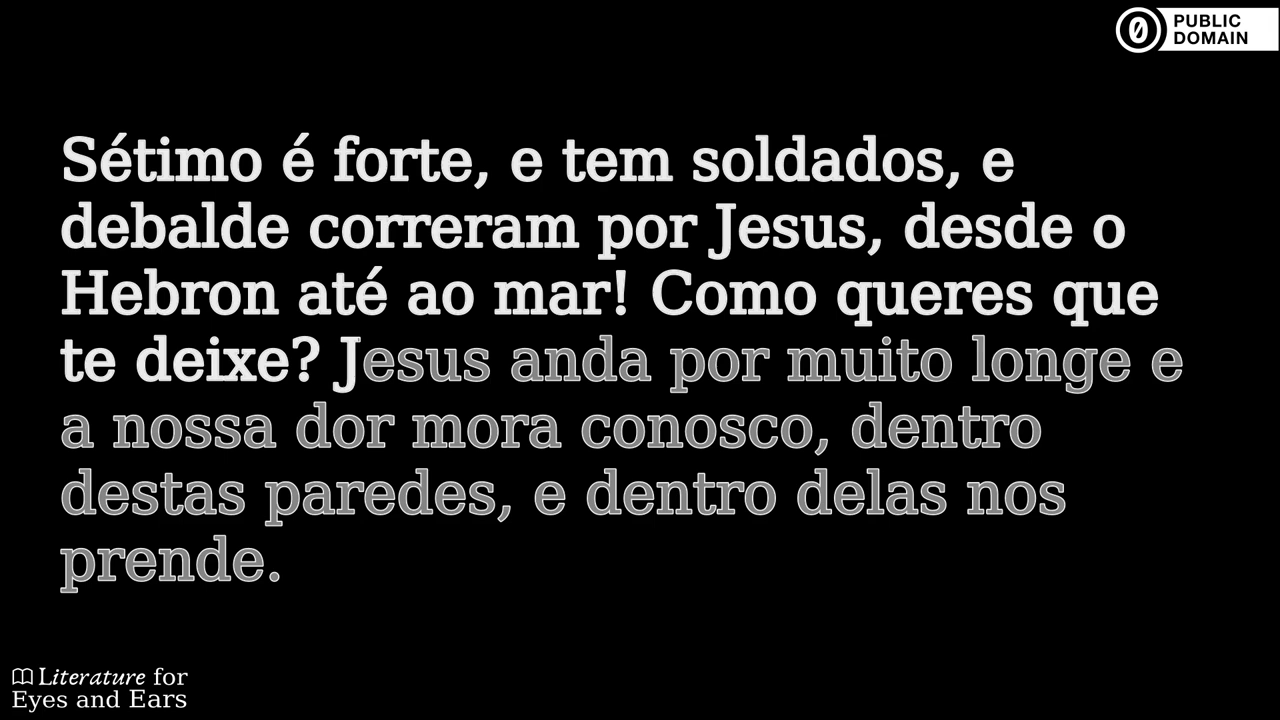 PUBLIC
DOMAIN
Sétimo é forte, e tem soldados, e
debalde correram por Jesus, desde o
Hebron até ao mar! Como queres que
te deixe? Jesus anda por muito longe e
a nossa dor mora conosco, dentro
destas paredes, e dentro delas nos
prende.
Literature for
Eyes and Ears